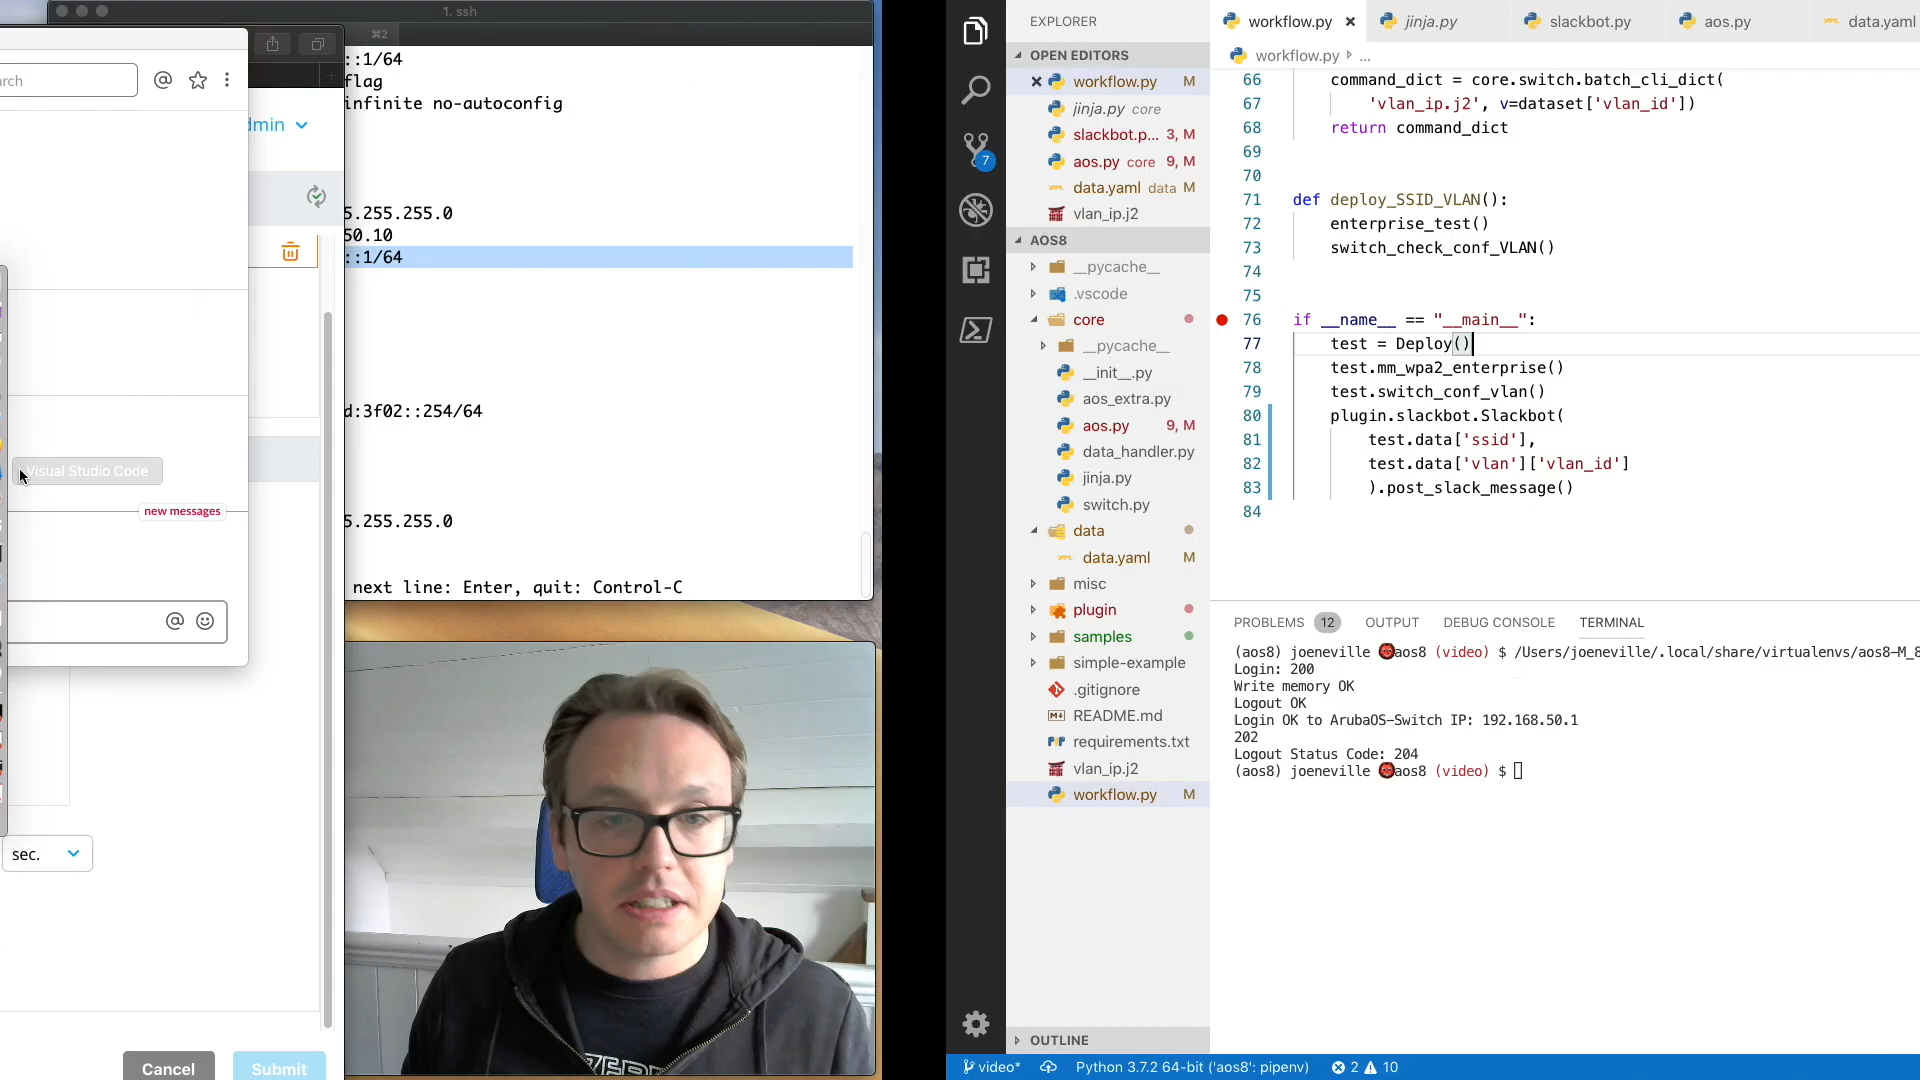 1. ssh
⌘2
::1/64
flag
infinite no-autoconfig
5.255.255.0
50.10
::1/64
d:3f02::254/64
5.255.255.0
next line: Enter, quit: Control-C
rch
dmin
Visual Studio Code
new messages
sec.
Cancel
Submit
EXPLORER
OPEN EDITORS
workflow.py M
jinja.py core
slackbot.p... 3, M
aos.py core 9, M
data.yaml data M
vlan_ip.j2
AOS8
__pycache__
.vscode
core
__pycache__
__init__.py
aos_extra.py
aos.py 9, M
data_handler.py
jinja.py
switch.py
data
data.yaml M
misc
plugin
samples
simple-example
.gitignore
README.md
requirements.txt
vlan_ip.j2
workflow.py M
OUTLINE
7
workflow.py jinja.py slackbot.py aos.py data.yaml
workflow.py ...
66 command_dict = core.switch.batch_cli_dict(
67 'vlan_ip.j2', v=dataset['vlan_id'])
68 return command_dict
69
70
71 def deploy_SSID_VLAN():
72 enterprise_test()
73 switch_check_conf_VLAN()
74
75
76 if __name__ == "__main__":
77 test = Deploy()
78 test.mm_wpa2_enterprise()
79 test.switch_conf_vlan()
80 plugin.slackbot.Slackbot(
81 test.data['ssid'],
82 test.data['vlan']['vlan_id']
83 ).post_slack_message()
84
PROBLEMS 12 OUTPUT DEBUG CONSOLE TERMINAL
(aos8) joeneville 👹aos8 (video) $ /Users/joeneville/.local/share/virtualenvs/aos8-M_8
Login: 200
Write memory OK
Logout OK
Login OK to ArubaOS-Switch IP: 192.168.50.1
202
Logout Status Code: 204
(aos8) joeneville 👹aos8 (video) $
video* Python 3.7.2 64-bit ('aos8': pipenv) 2 10